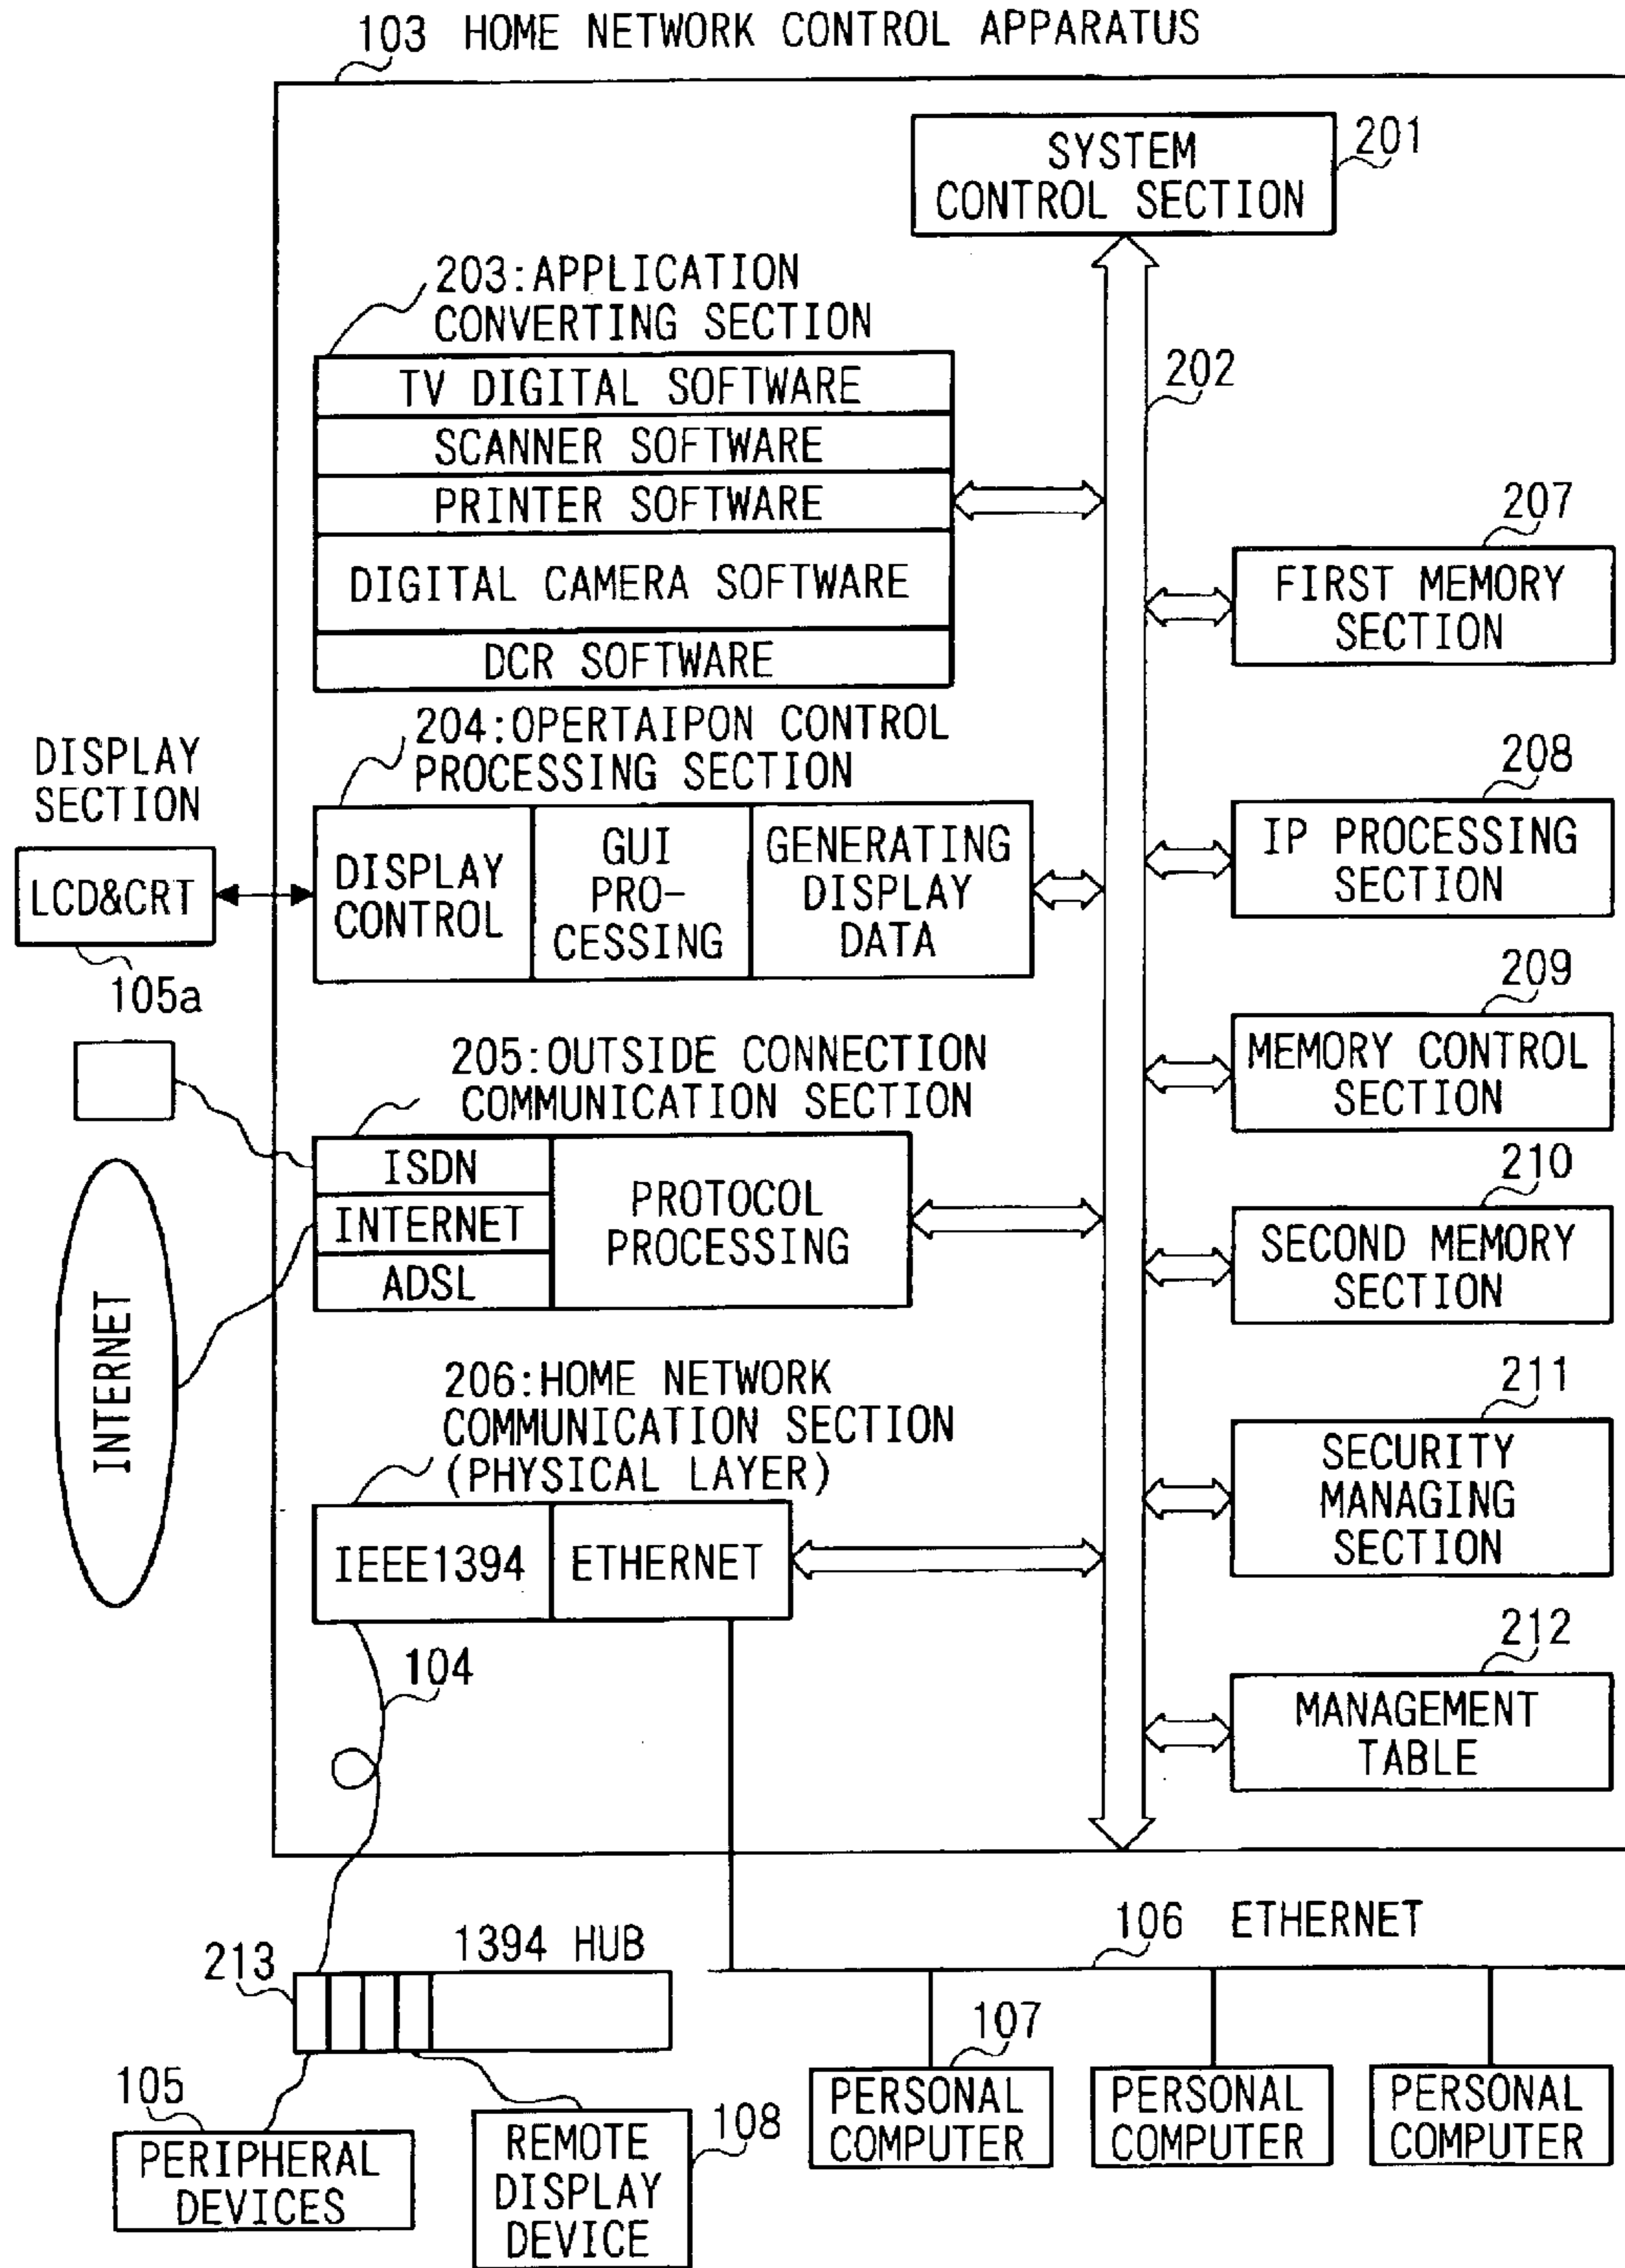 103 HOME NETWORK CONTROL APPARATUS
SYSTEM
CONTROL SECTION
201
203:APPLICATION
CONVERTING SECTION
TV DIGITAL SOFTWARE
SCANNER SOFTWARE
PRINTER SOFTWARE
DIGITAL CAMERA SOFTWARE
DCR SOFTWARE
202
207
FIRST MEMORY
SECTION
204:OPERTAIPON CONTROL
PROCESSING SECTION
DISPLAY
SECTION
LCD&CRT
105a
DISPLAY
CONTROL
GUI
PRO-
CESSING
GENERATING
DISPLAY
DATA
208
IP PROCESSING
SECTION
209
MEMORY CONTROL
SECTION
205:OUTSIDE CONNECTION
COMMUNICATION SECTION
ISDN
INTERNET
ADSL
PROTOCOL
PROCESSING
INTERNET
210
SECOND MEMORY
SECTION
206:HOME NETWORK
COMMUNICATION SECTION
(PHYSICAL LAYER)
IEEE1394
ETHERNET
211
SECURITY
MANAGING
SECTION
104
212
MANAGEMENT
TABLE
213
1394 HUB
106 ETHERNET
105
PERIPHERAL
DEVICES
REMOTE
DISPLAY
DEVICE
108
107
PERSONAL
COMPUTER
PERSONAL
COMPUTER
PERSONAL
COMPUTER